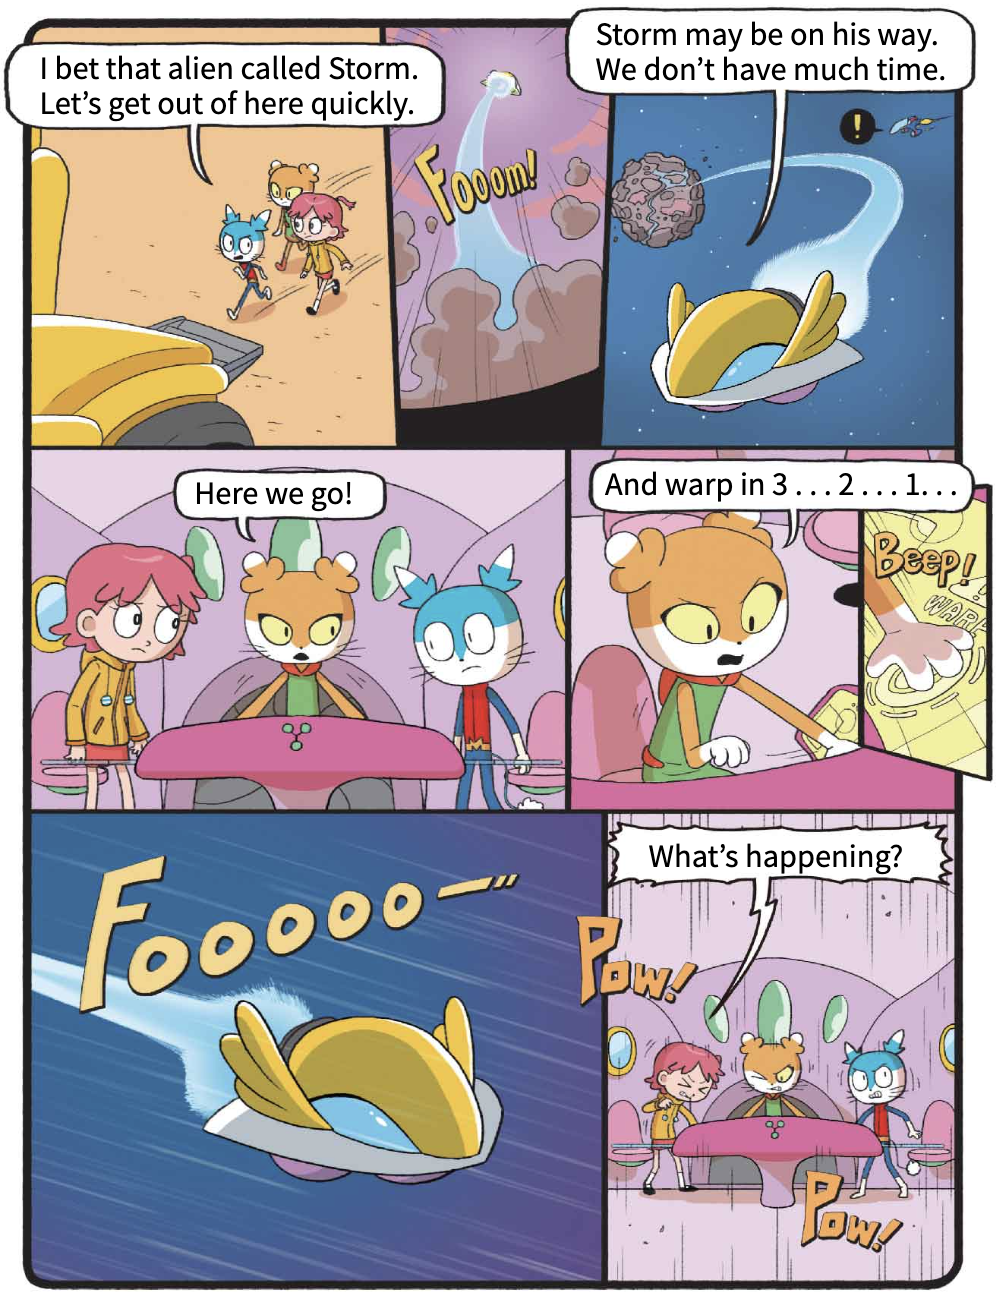 I bet that alien called Storm.
Let's get out of here quickly.
Fooom!
Storm may be on his way.
We don't have much time.
!
Here we go!
And warp in 3 . . . 2 . . . 1. . .
Beep!
WARP
Fooooo—
What's happening?
Pow!
Pow!